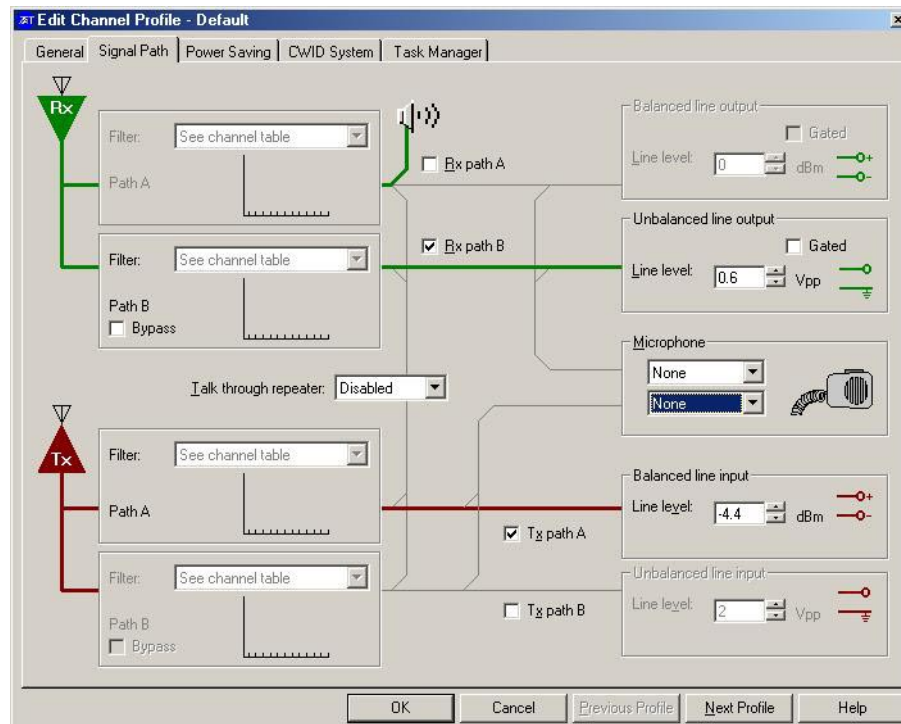 Edit Channel Profile - Default
General
Signal Path
Power Saving
CWID System
Task Manager
Rx
Filter:
See channel table
Path A
Rx path A
Balanced line output
Gated
Line level:
0
dBm
Filter:
See channel table
Path B
Bypass
Rx path B
Unbalanced line output
Gated
Line level:
0.6
Vpp
Talk through repeater:
Disabled
Microphone
None
None
Tx
Filter:
See channel table
Path A
Tx path A
Balanced line input
Line level:
-4.4
dBm
Filter:
See channel table
Path B
Bypass
Tx path B
Unbalanced line input
Line level:
2
Vpp
OK
Cancel
Previous Profile
Next Profile
Help